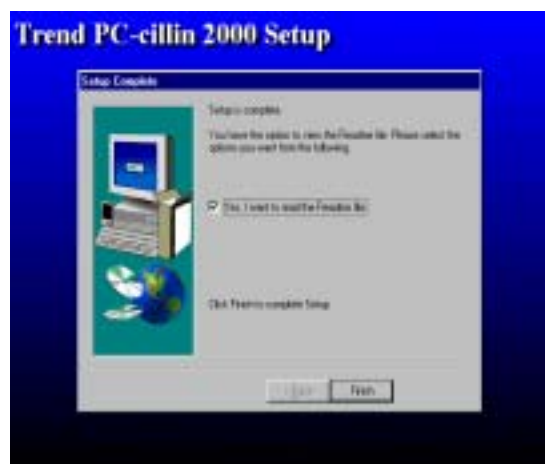 Trend PC-cillin 2000 Setup
Setup Complete
Setup is complete.
You have the option to view the Readme file. Please select the
options you want from the following.
Yes, I want to read the Readme file
Click Finish to complete Setup.
Finish